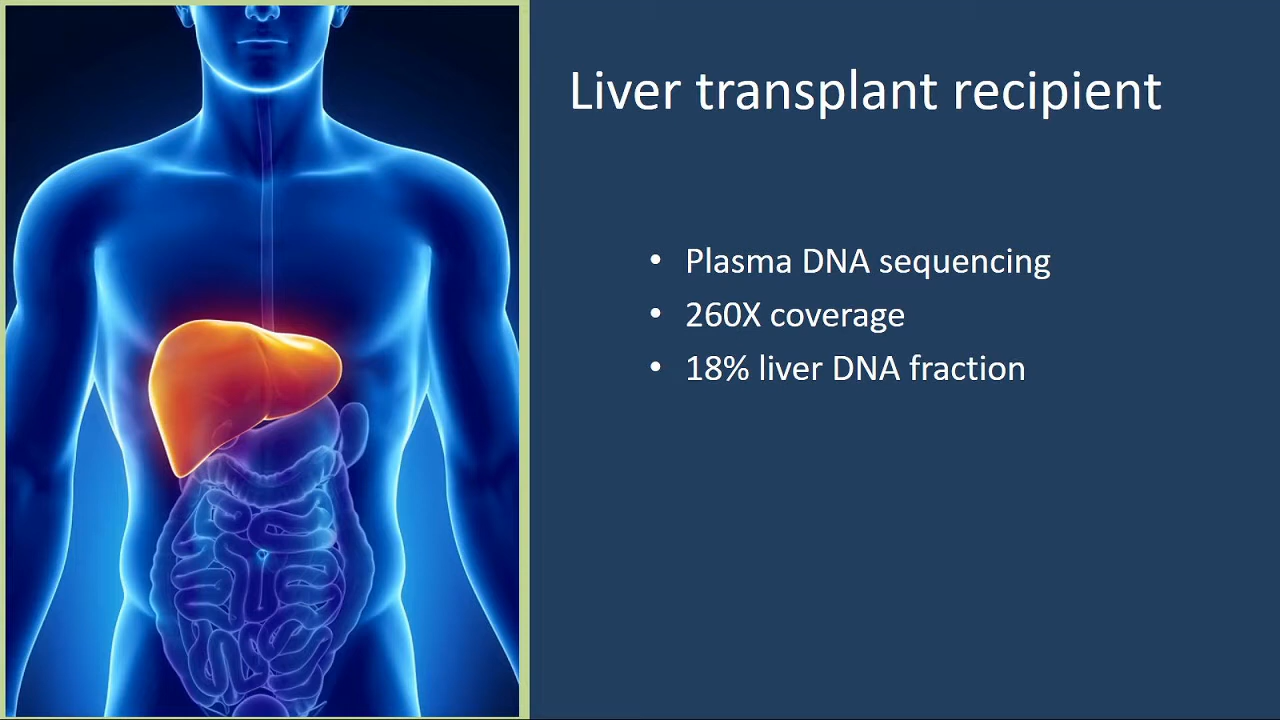 Liver transplant recipient
• Plasma DNA sequencing
• 260X coverage
• 18% liver DNA fraction